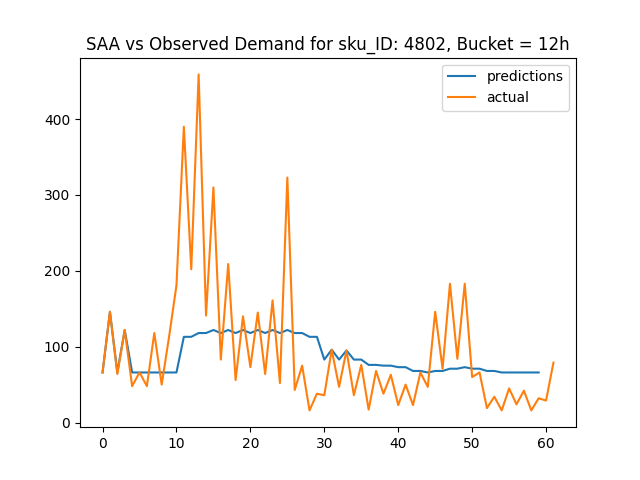 SAA vs Observed Demand for sku_ID: 4802, Bucket = 12h
predictions
actual
400
300
200
100
0
0 10 20 30 40 50 60